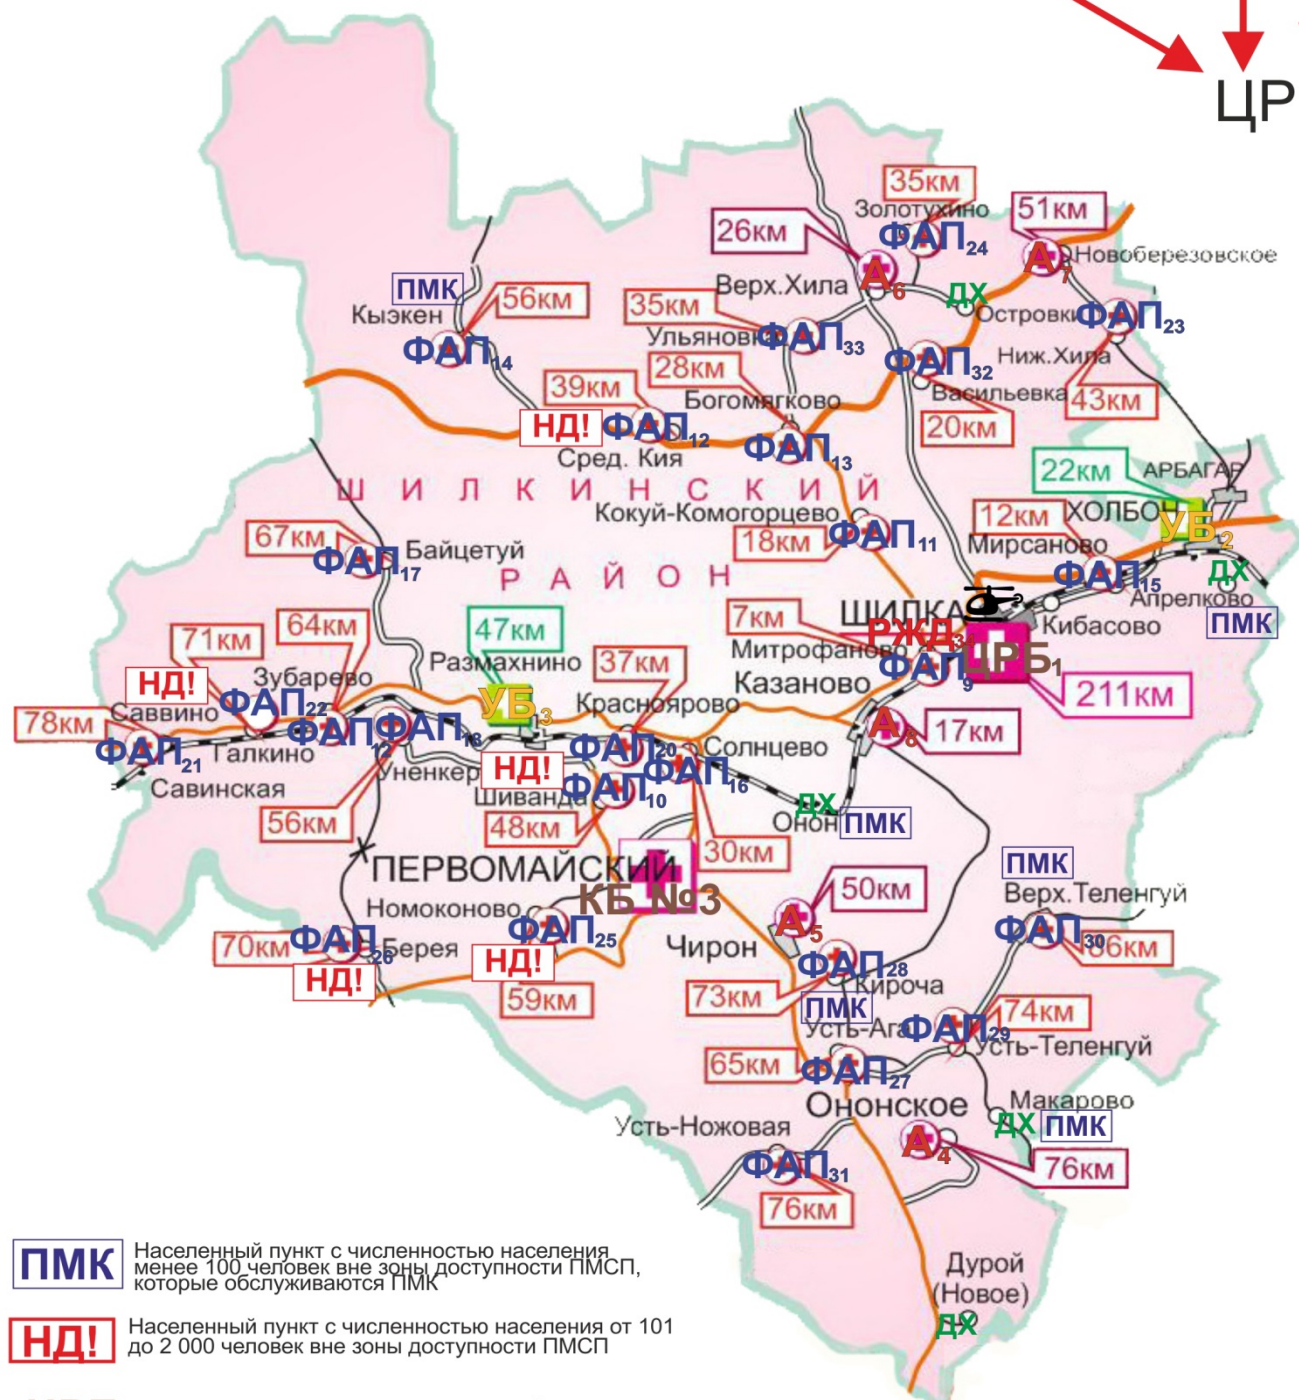 ЦР
35км
Золотухино
ФАП24
51км
А7
Новоберезовское
26км
А6
Верх.Хила
ДХ
Островки
ФАП23
ПМК
56км
Кыэкен
ФАП14
35км
Ульяновка
ФАП33
ФАП32
Ниж.Хила
Васильевка
43км
28км
Богомягково
20км
39км
НД!
ФАП12
Сред. Кия
ФАП13
22км
АРБАГАР
ХОЛБОН
УБ2
ШИЛКИНСКИЙ
Кокуй-Комогорцево
18км
ФАП11
12км
Мирсаново
ФАП15
ДХ
67км
ФАП17
Байцетуй
РАЙОН
Апрелково
ПМК
ШИЛКА
Кибасово
7км
РЖД34
Митрофаново
ФАП9
ЦРБ1
211км
47км
64км
71км
Размахнино
37км
Зубарево
Казаново
НД!
ФАП22
УБ3
Красноярово
78км
Саввино
ФАП12
ФАП18
А8
17км
ФАП21
Галкино
ФАП20
Солнцево
Савинская
Уненкер
НД!
ФАП16
Шиванда
ФАП10
ДХ
Онон
ПМК
56км
48км
30км
ПЕРВОМАЙСКИЙ
КБ №3
ПМК
Верх.Теленгуй
50км
А5
Номоконово
ФАП25
ФАП30
86км
70км
ФАП26
Берея
НД!
НД!
59км
Чирон
ФАП28
Кироча
73км
ПМК
74км
Усть-Ага
ФАП29
Усть-Теленгуй
65км
ФАП27
Ононское
Макарово
ДХ
ПМК
Усть-Ножовая
А4
76км
ФАП31
76км
Дурой
(Новое)
ДХ
ПМК
Населенный пункт с численностью населения
менее 100 человек вне зоны доступности ПМСП,
которые обслуживаются ПМК
НД!
Населенный пункт с численностью населения от 101
до 2 000 человек вне зоны доступности ПМСП